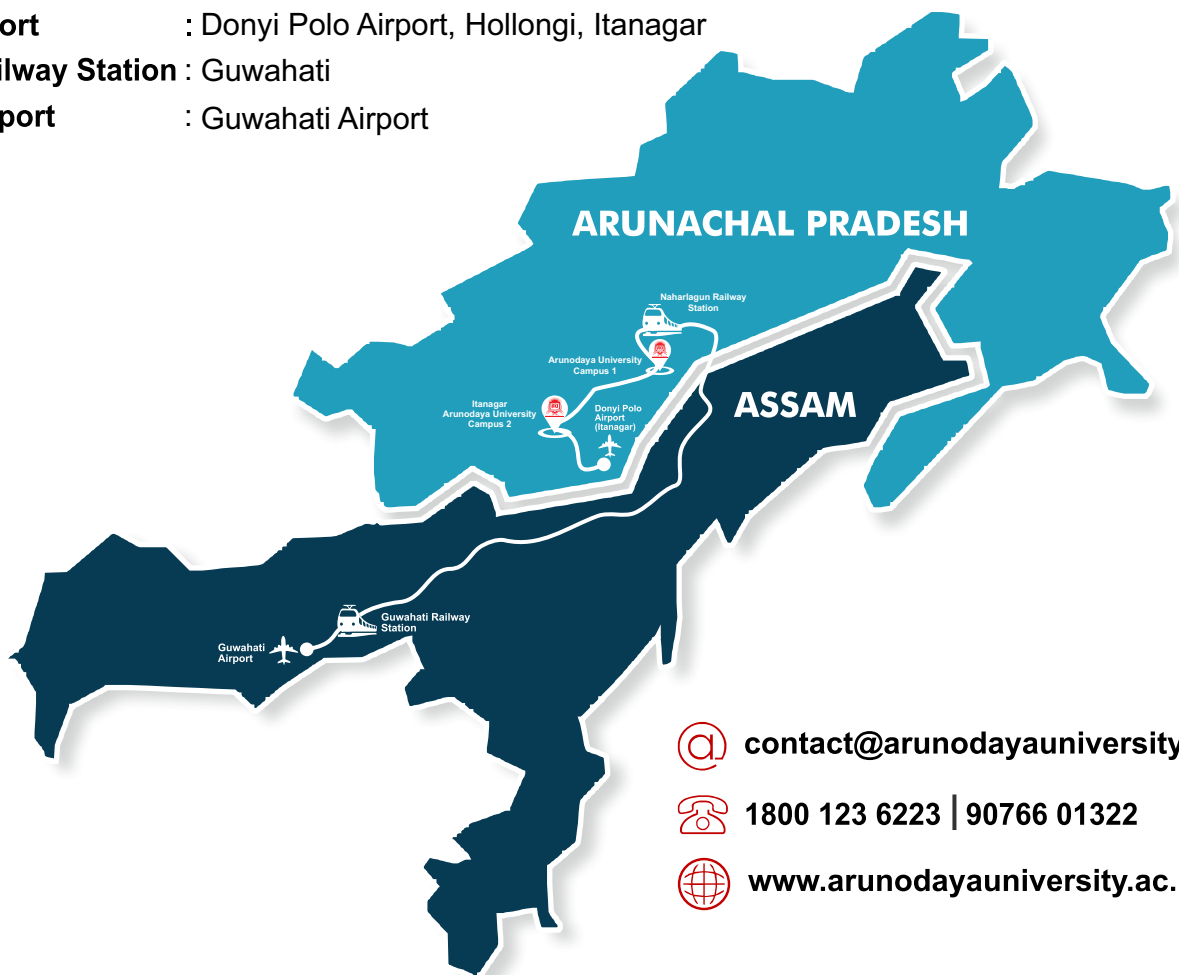 ort : Donyi Polo Airport, Hollongi, Itanagar
ilway Station : Guwahati
port : Guwahati Airport
ARUNACHAL PRADESH
Naharlagun Railway
Station
Arunodaya University
Campus 1
Itanagar
Arunodaya University
Campus 2
Donyi Polo
Airport
(Itanagar)
ASSAM
Guwahati Railway
Station
Guwahati
Airport
contact@arunodayauniversity
1800 123 6223 | 90766 01322
www.arunodayauniversity.ac.